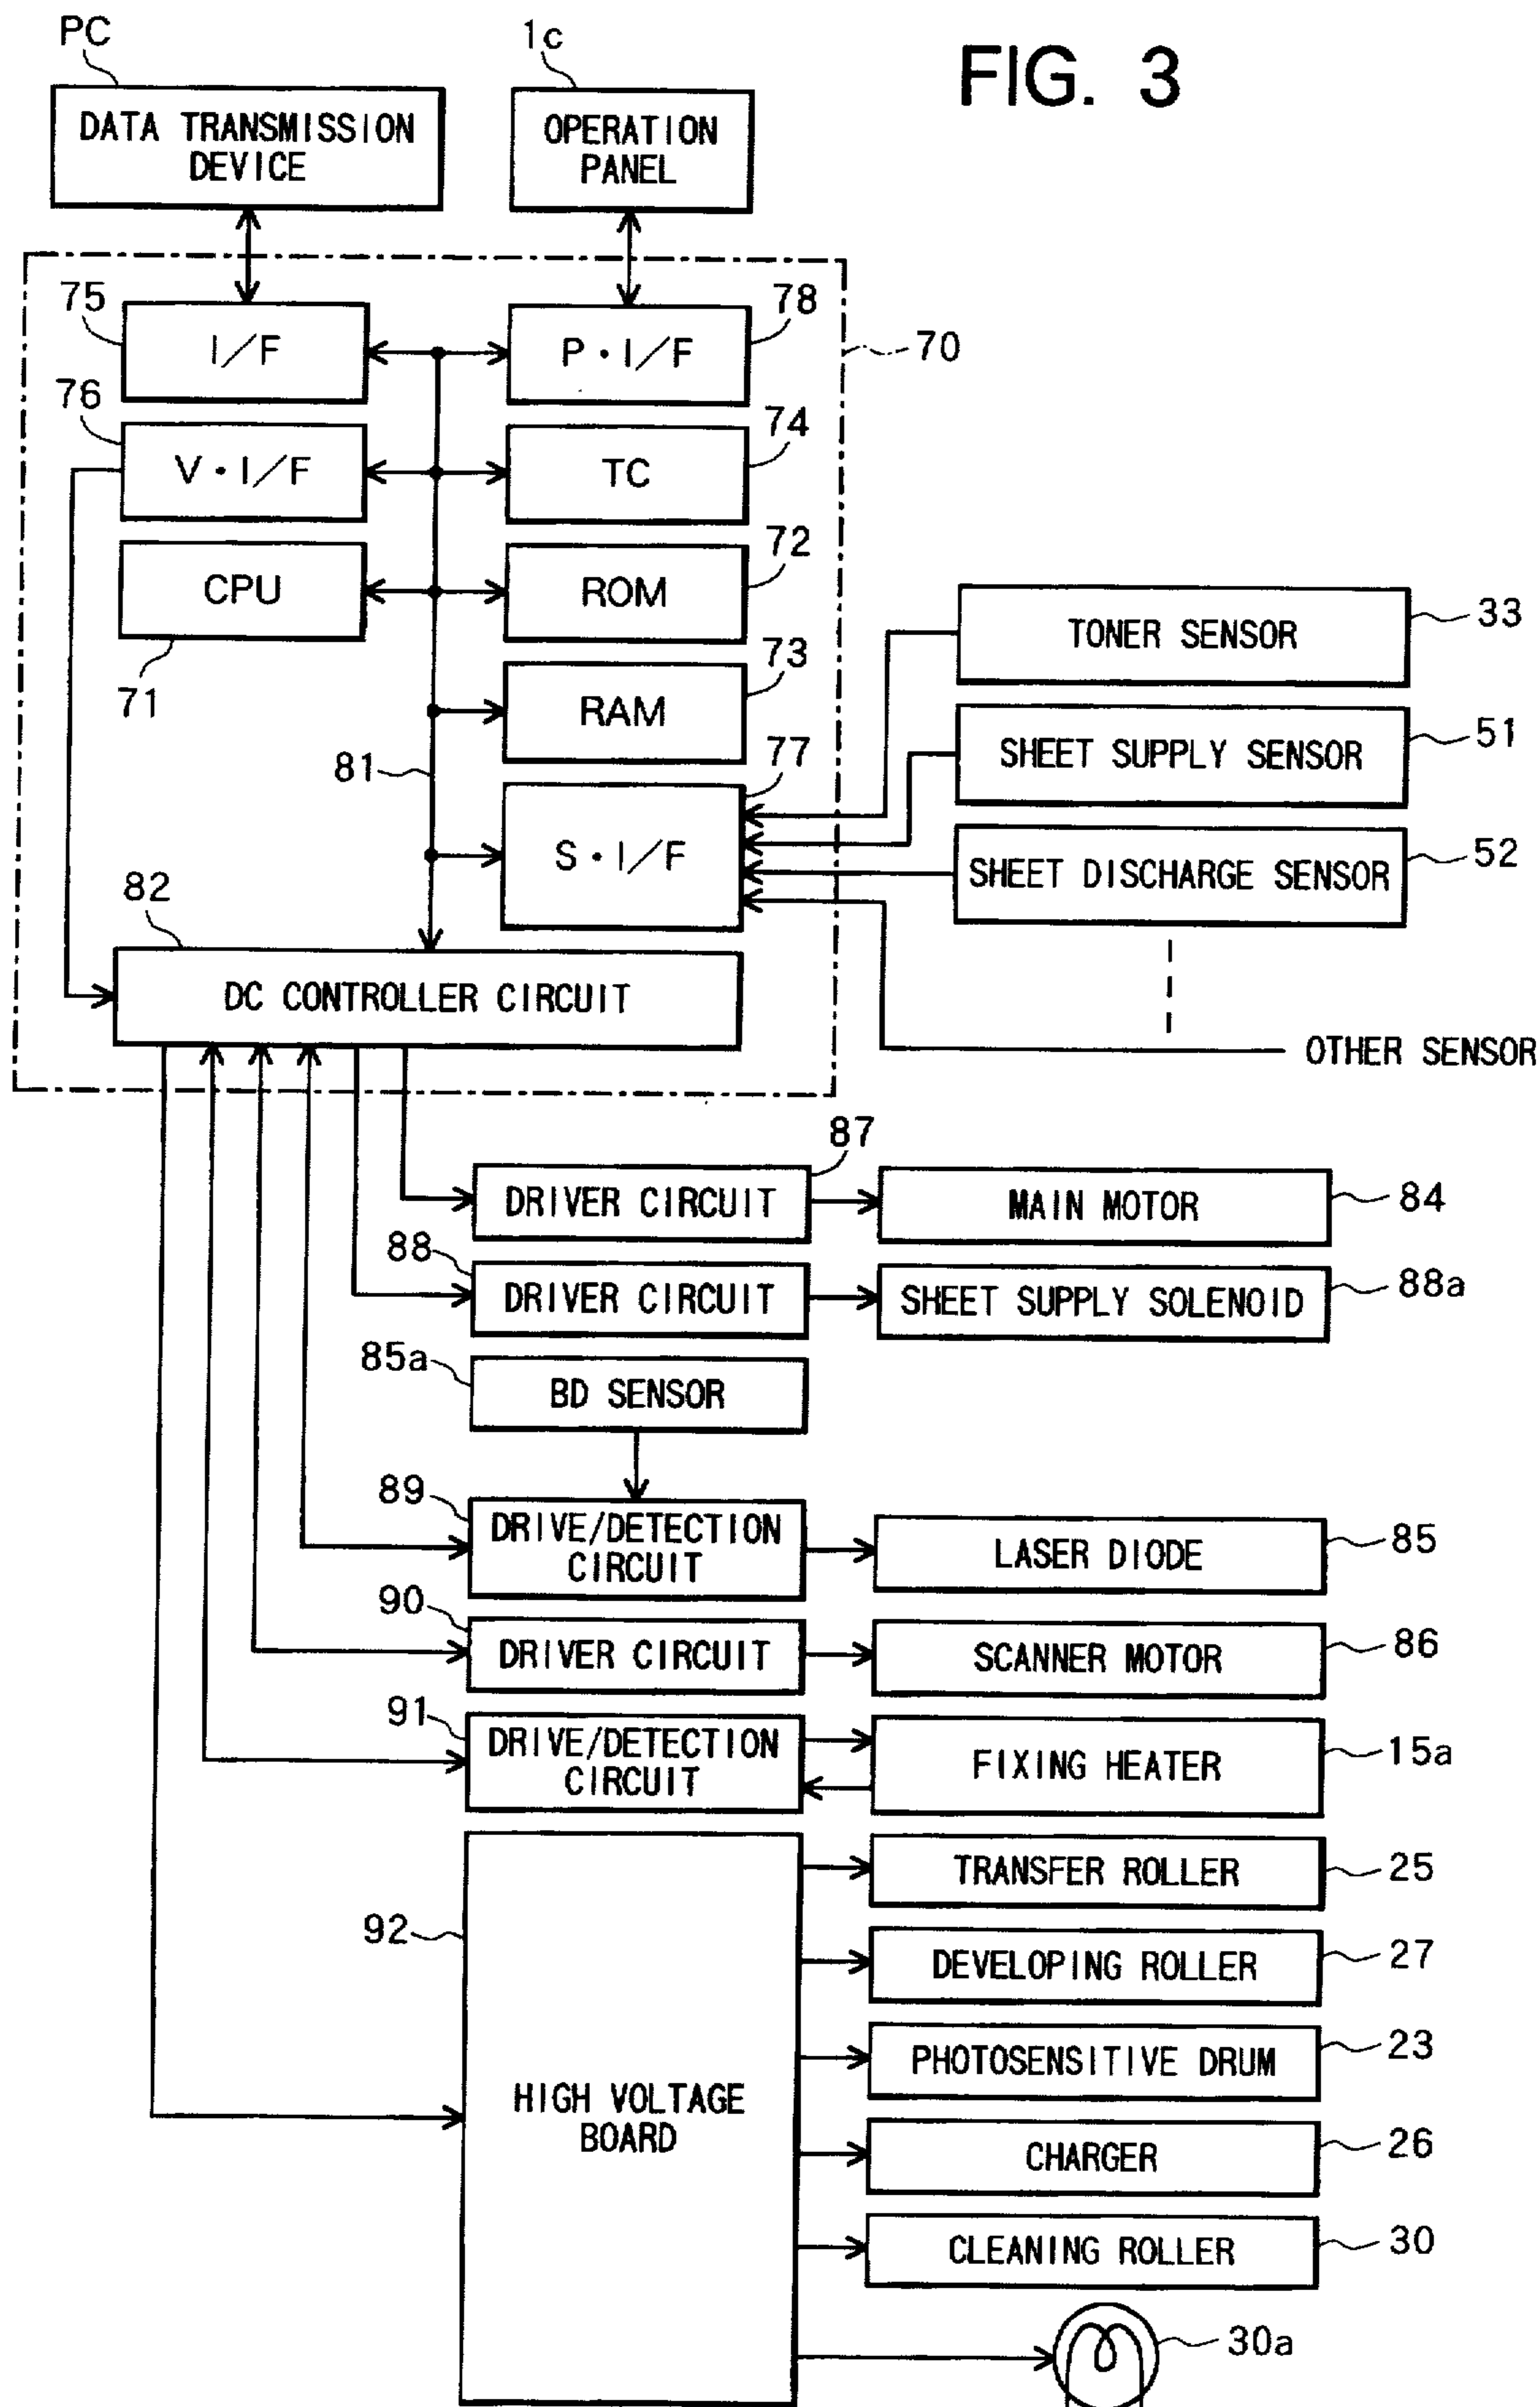 PC
1c
FIG. 3
DATA TRANSMISSION
DEVICE
OPERATION
PANEL
75
78
I/F
P・I/F
70
76
74
V・I/F
TC
72
CPU
ROM
71
33
TONER SENSOR
73
RAM
51
SHEET SUPPLY SENSOR
81
77
S・I/F
52
SHEET DISCHARGE SENSOR
82
DC CONTROLLER CIRCUIT
OTHER SENSOR
87
DRIVER CIRCUIT
MAIN MOTOR
84
88
DRIVER CIRCUIT
SHEET SUPPLY SOLENOID
88a
85a
BD SENSOR
89
DRIVE/DETECTION
CIRCUIT
LASER DIODE
85
90
DRIVER CIRCUIT
SCANNER MOTOR
86
91
DRIVE/DETECTION
CIRCUIT
FIXING HEATER
15a
TRANSFER ROLLER
25
92
DEVELOPING ROLLER
27
PHOTOSENSITIVE DRUM
23
HIGH VOLTAGE
BOARD
CHARGER
26
CLEANING ROLLER
30
30a